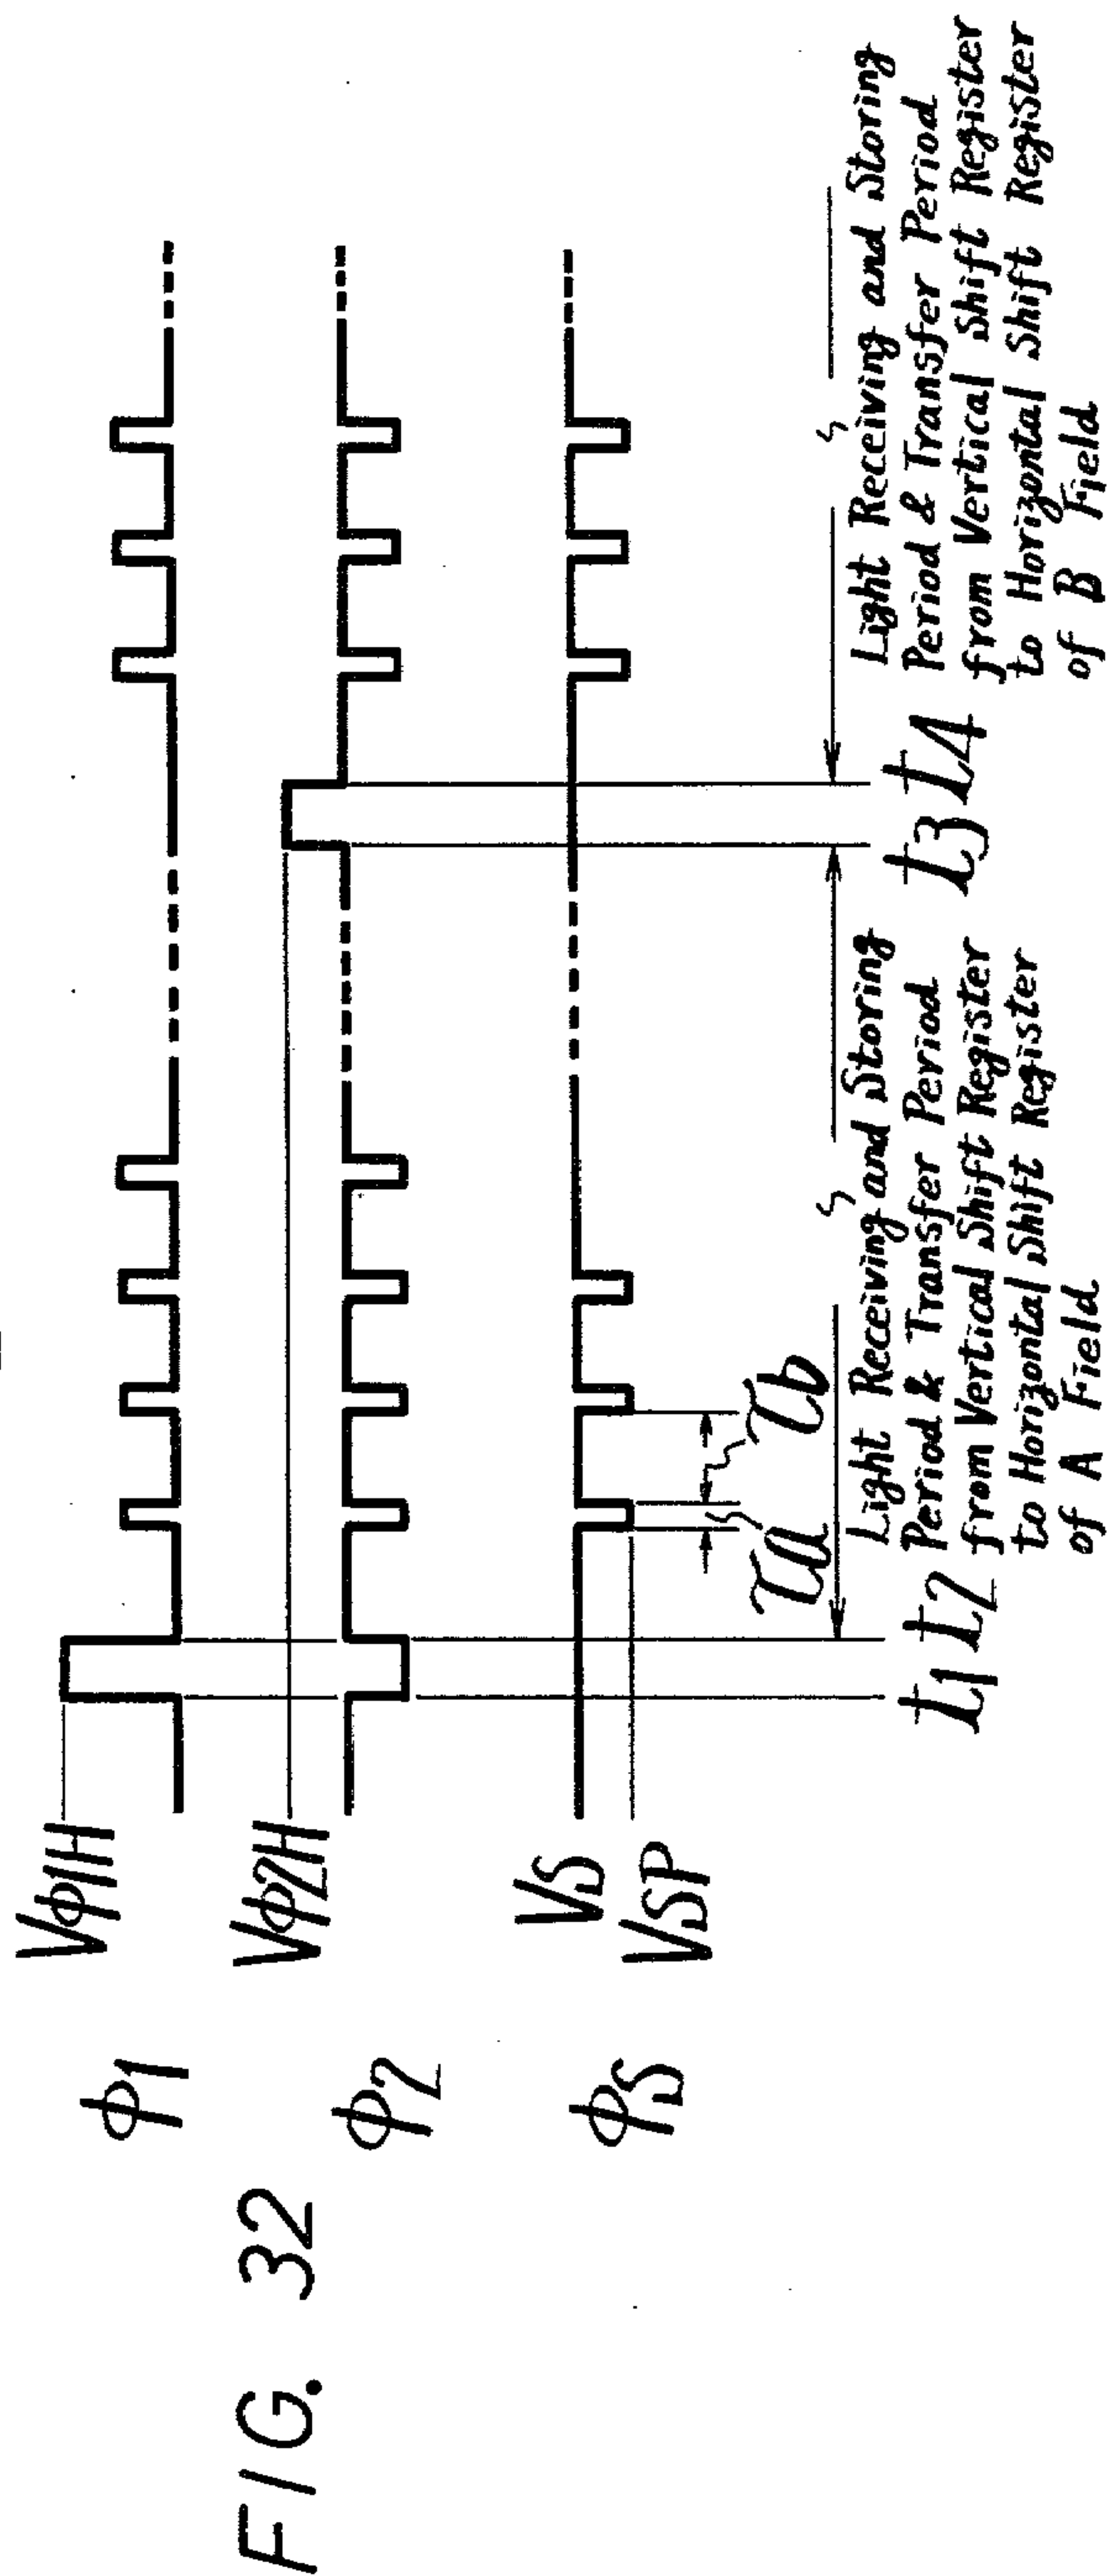 FIG. 32
φ1
VφIH
φ2
Vφ2H
φS
VS
VSP
τa
τb
t1
t2
t3
t4
Light Receiving and Storing
Period & Transfer Period
from Vertical Shift Register
to Horizontal Shift Register
of A Field
Light Receiving and Storing
Period & Transfer Period
from Vertical Shift Register
to Horizontal Shift Register
of B Field